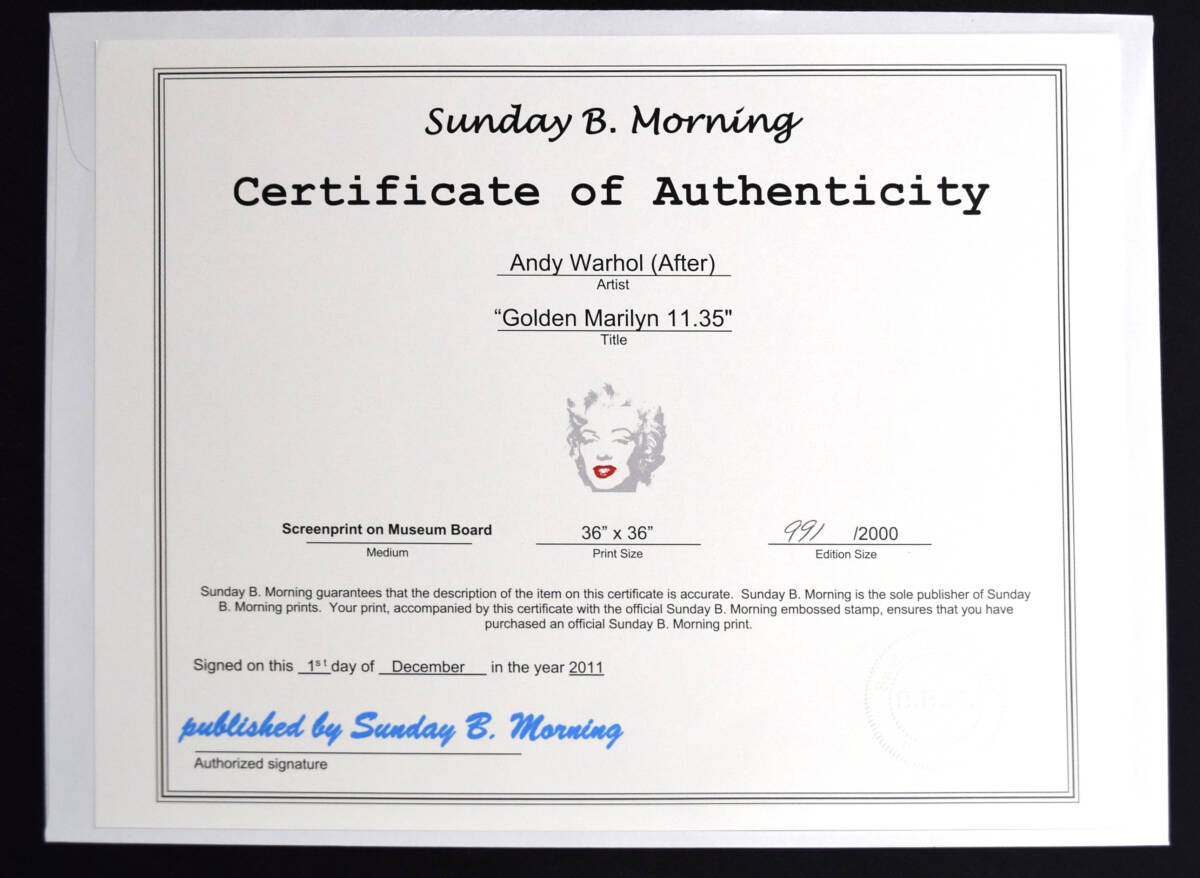 Sunday B. Morning
Certificate of Authenticity
Andy Warhol (After)
Artist
“Golden Marilyn 11.35"
Title
Screenprint on Museum Board
Medium
36” x 36”
Print Size
991 /2000
Edition Size
Sunday B. Morning guarantees that the description of the item on this certificate is accurate. Sunday B. Morning is the sole publisher of Sunday
B. Morning prints. Your print, accompanied by this certificate with the official Sunday B. Morning embossed stamp, ensures that you have
purchased an official Sunday B. Morning print.
Signed on this 1st day of December in the year 2011
published by Sunday B. Morning
Authorized signature